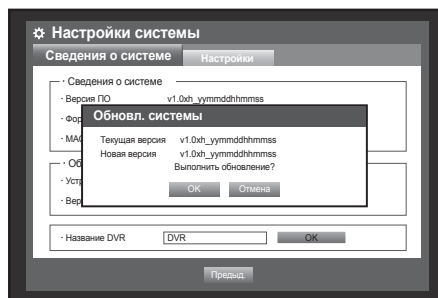 Настройки системы
Сведения о системе Настройки
· Сведения о системе
· Версия ПО v1.0xh_yymmddhhmmss
Обновл. системы
Текущая версия v1.0xh_yymmddhhmmss
Новая версия v1.0xh_yymmddhhmmss
Выполнить обновление?
OK Отмена
· Название DVR DVR OK
Предыд.